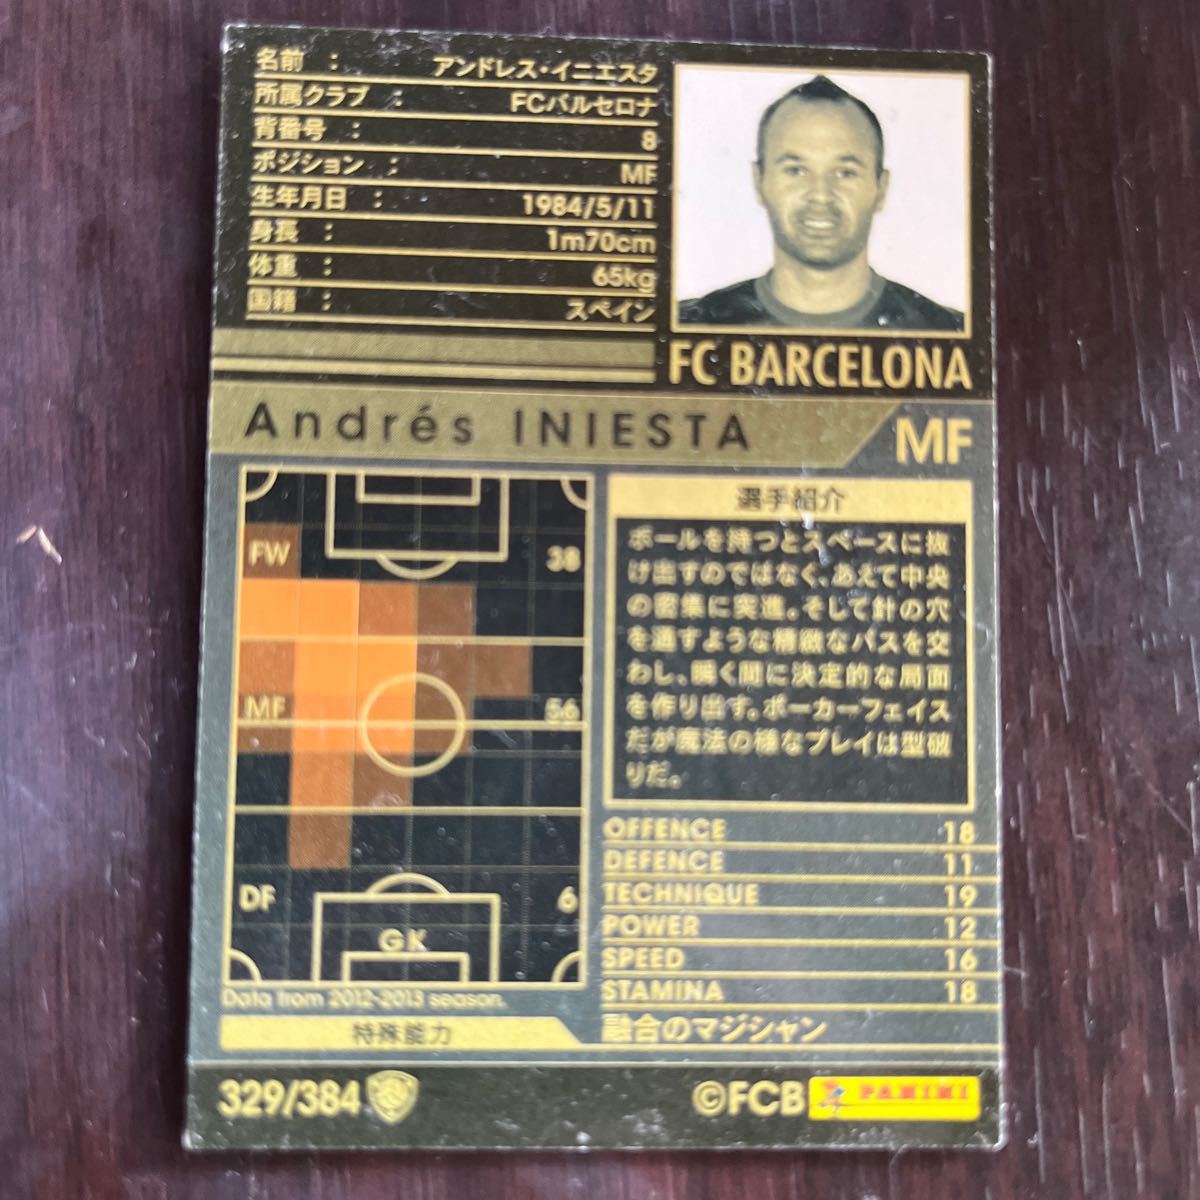 名前 : アンドレス・イニエスタ
所属クラブ : FCバルセロナ
背番号 : 8
ポジション : MF
生年月日 : 1984/5/11
身長 : 1m70cm
体重 : 65kg
国籍 : スペイン
FC BARCELONA
Andrés INIESTA
MF
FW 38
MF 56
DF 6
GK
Data from 2012-2013 season.
選手紹介
ボールを持つとスペースに抜
け出すのではなく、あえて中央
の密集に突進。そして針の穴
を通すような精緻なパスを交
わし、瞬く間に決定的な局面
を作り出す。ポーカーフェイス
だが魔法の様なプレイは型破
りだ。
OFFENCE 18
DEFENCE 11
TECHNIQUE 19
POWER 12
SPEED 16
STAMINA 18
特殊能力
融合のマジシャン
329/384
©FCB
PANINI